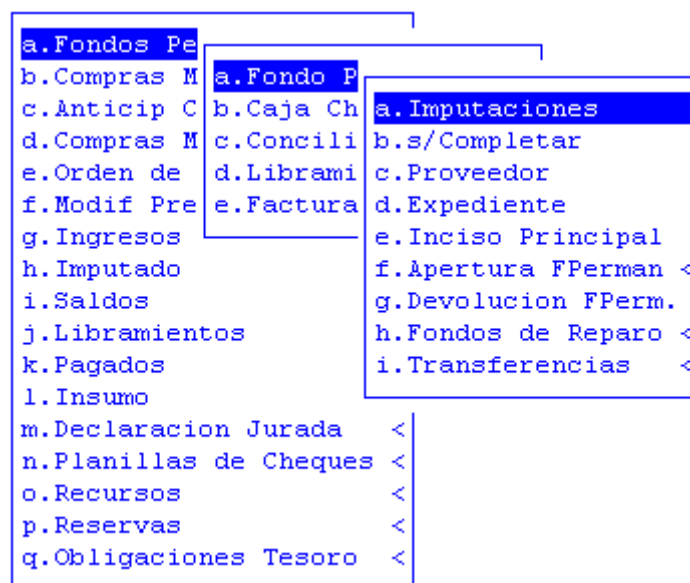 a.Fondos Pe
b.Compras M
c.Anticip C
d.Compras M
e.Orden de
f.Modif Pre
g.Ingresos
h.Imputado
i.Saldos
j.Libramientos
k.Pagados
l.Insumo
m.Declaracion Jurada <
n.Planillas de Cheques <
o.Recursos <
p.Reservas <
q.Obligaciones Tesoro <
a.Fondo P
b.Caja Ch
c.Concili
d.Librami
e.Factura
a.Imputaciones
b.s/Completar
c.Proveedor
d.Expediente
e.Inciso Principal
f.Apertura FPerman <
g.Devolucion FPerm.
h.Fondos de Reparo <
i.Transferencias <